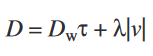 D = D_wτ + λ|v|